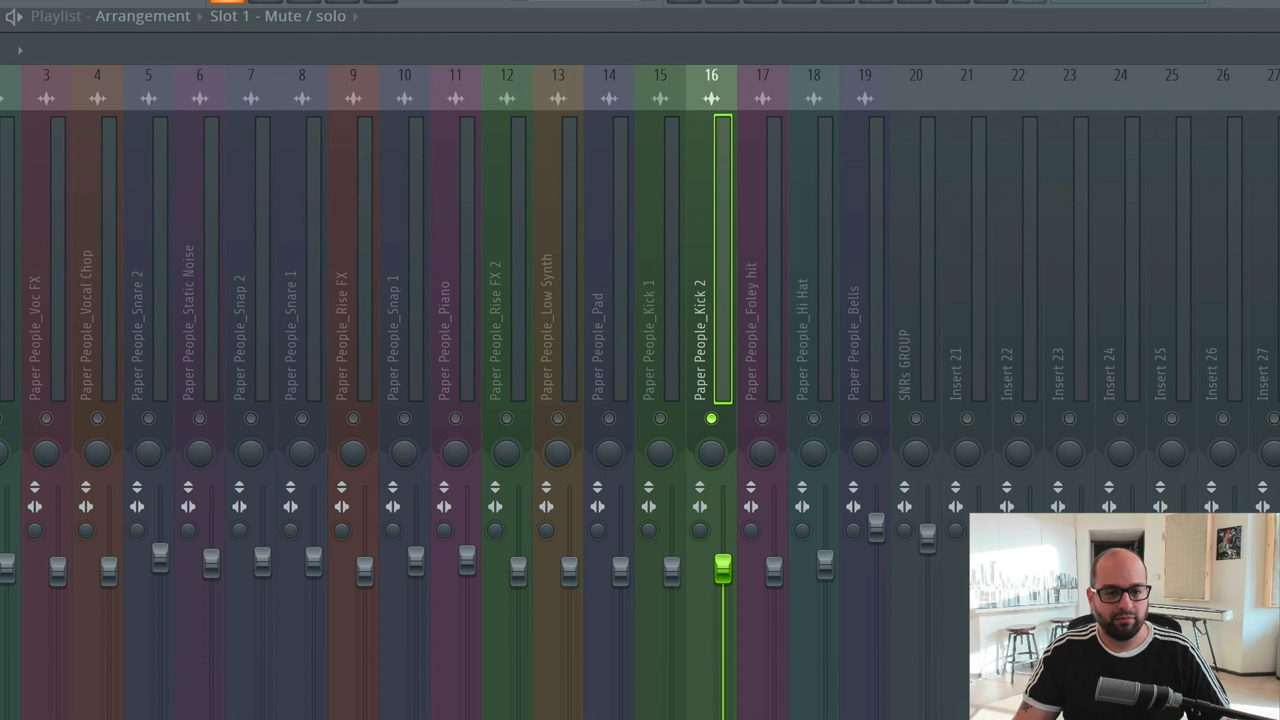 Playlist - Arrangement ▸ Slot 1 - Mute / solo ▸
3 4 5 6 7 8 9 10 11 12 13 14 15 16 17 18 19 20 21 22 23 24 25 26 27
Paper People_Voc FX
Paper People_Vocal Chop
Paper People_Snare 2
Paper People_Static Noise
Paper People_Snap 2
Paper People_Snare 1
Paper People_Rise FX
Paper People_Snap 1
Paper People_Piano
Paper People_Rise FX 2
Paper People_Low Synth
Paper People_Pad
Paper People_Kick 1
Paper People_Kick 2
Paper People_Foley hit
Paper People_Hi Hat
Paper People_Bells
SNRs GROUP
Insert 21
Insert 22
Insert 23
Insert 24
Insert 25
Insert 26
Insert 27